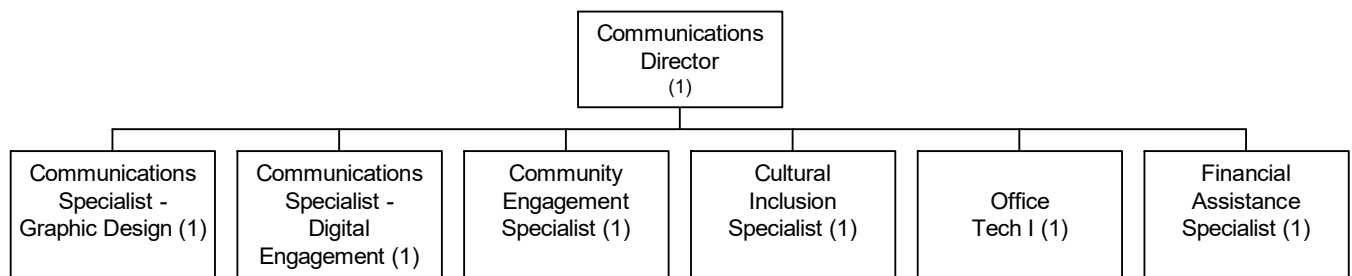 Communications
Director
(1)
Communications
Specialist -
Graphic Design (1)
Communications
Specialist -
Digital
Engagement (1)
Community
Engagement
Specialist (1)
Cultural
Inclusion
Specialist (1)
Office
Tech I (1)
Financial
Assistance
Specialist (1)